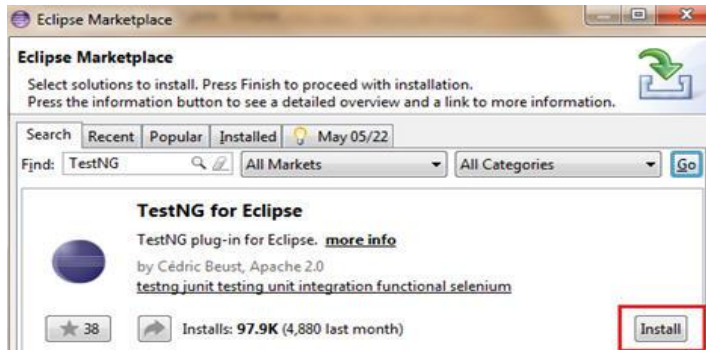 Eclipse Marketplace
Eclipse Marketplace
Select solutions to install. Press Finish to proceed with installation.
Press the information button to see a detailed overview and a link to more information.
Search Recent Popular Installed May 05/22
Find: TestNG All Markets All Categories Go
TestNG for Eclipse
TestNG plug-in for Eclipse. more info
by Cédric Beust, Apache 2.0
testng junit testing unit integration functional selenium
38 Installs: 97.9K (4,880 last month) Install